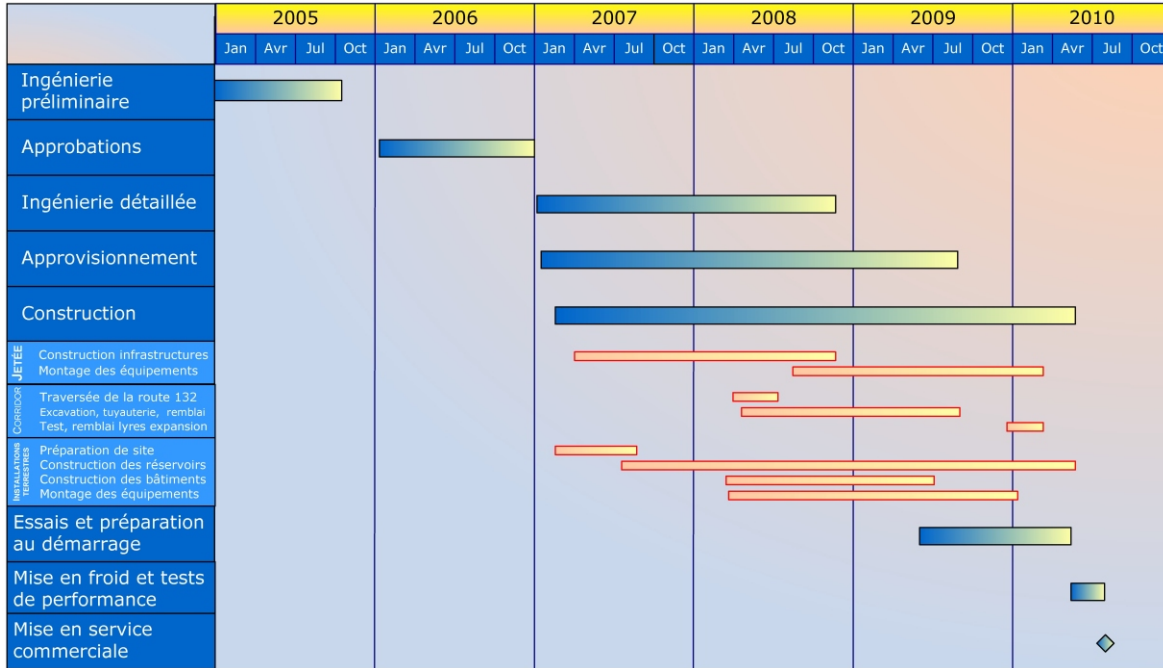 2005 2006 2007 2008 2009 2010
Jan Avr Jul Oct Jan Avr Jul Oct Jan Avr Jul Oct Jan Avr Jul Oct Jan Avr Jul Oct Jan Avr Jul Oct
Ingénierie
préliminaire
Approbations
Ingénierie détaillée
Approvisionnement
Construction
JETÉE
Construction infrastructures
Montage des équipements
CORRIDOR
Traversée de la route 132
Excavation, tuyauterie, remblai
Test, remblai lyres expansion
INSTALLATIONS
TERRESTRES
Préparation de site
Construction des réservoirs
Construction des bâtiments
Montage des équipements
Essais et préparation
au démarrage
Mise en froid et tests
de performance
Mise en service
commerciale